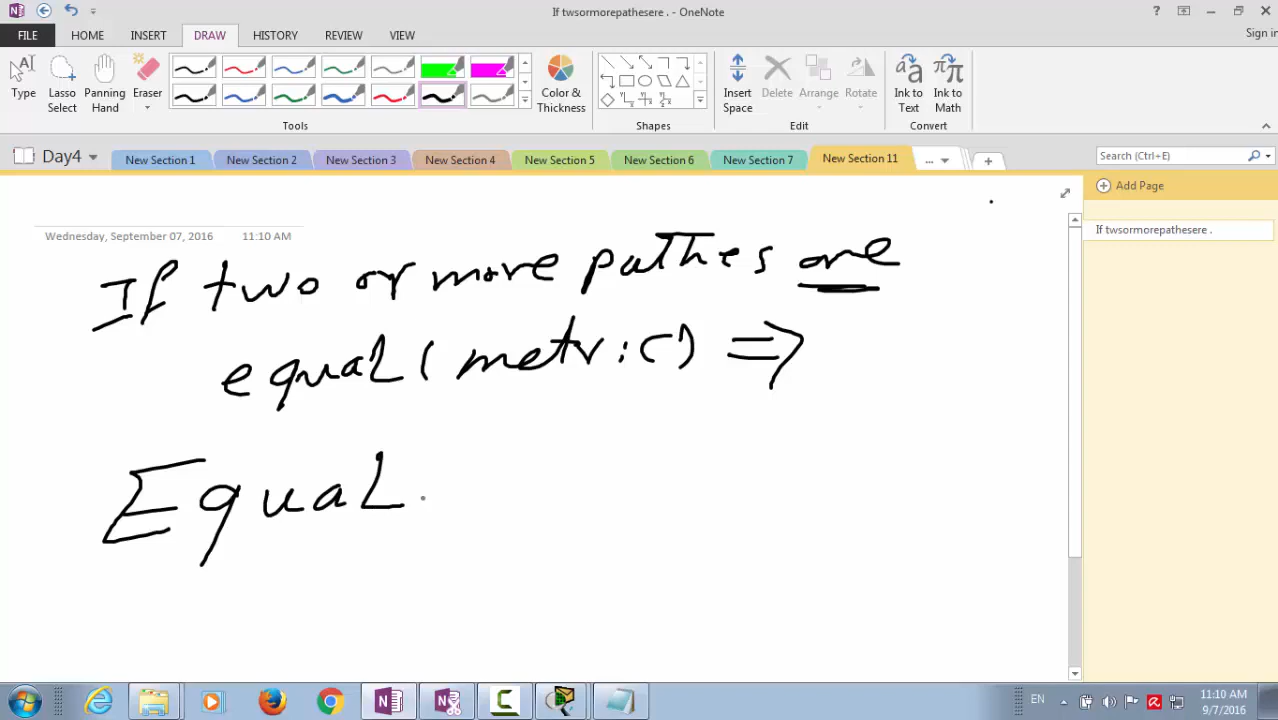 If twsormorepathesere . - OneNote
? Sign in
FILE HOME INSERT DRAW HISTORY REVIEW VIEW
Type
Lasso Select
Panning Hand
Eraser
Color & Thickness
Insert Space
Delete
Arrange
Rotate
Ink to Text
Ink to Math
Tools Shapes Edit Convert
Day4 New Section 1 New Section 2 New Section 3 New Section 4 New Section 5 New Section 6 New Section 7 New Section 11 ... Search (Ctrl+E)
Add Page
If twsormorepathesere .
Wednesday, September 07, 2016 11:10 AM
If two or more pathes are
equal (metric) ⇒
Equal
EN 11:10 AM
9/7/2016